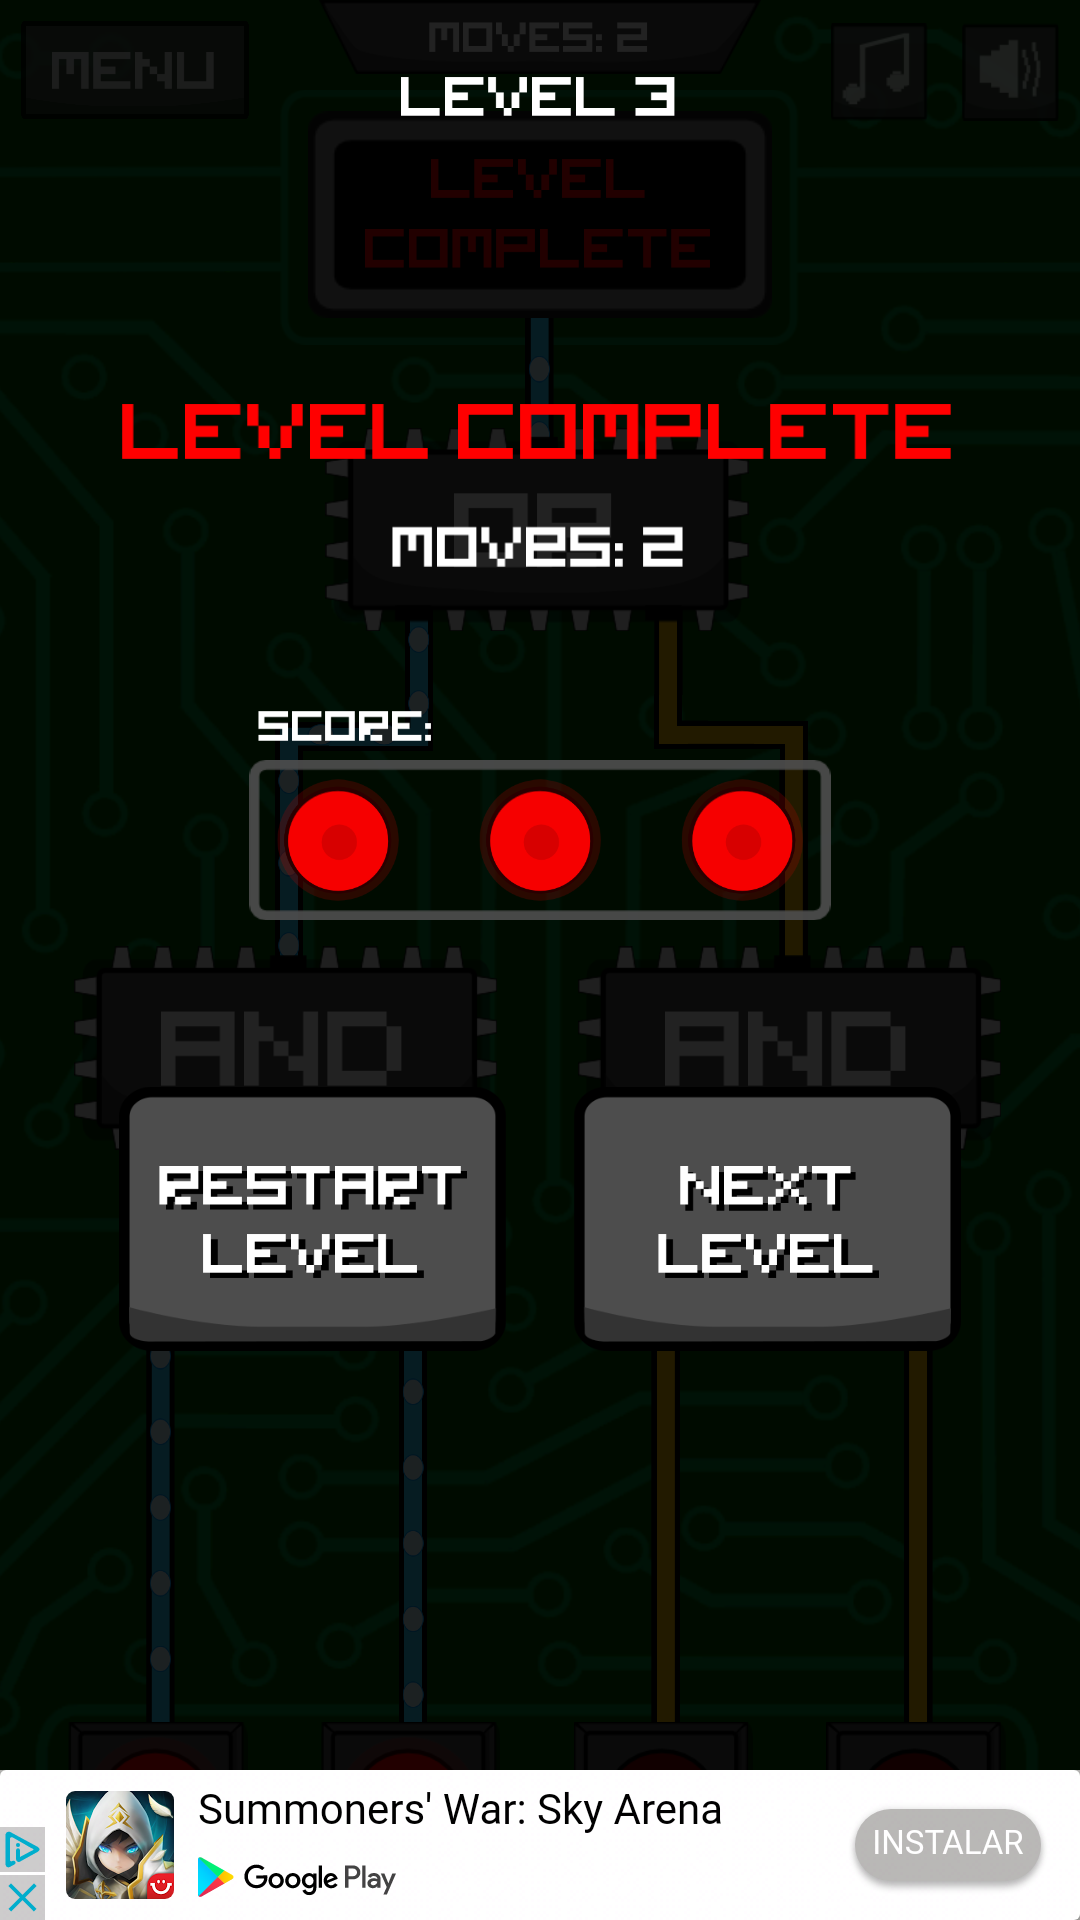 MENU
MOVES: 2
LEVEL 3
LEVEL
COMPLETE
LEVEL COMPLETE
OR
MOVES: 2
SCORE:
AND
AND
RESTART
LEVEL
NEXT
LEVEL
Summoners' War: Sky Arena
Google Play
INSTALAR